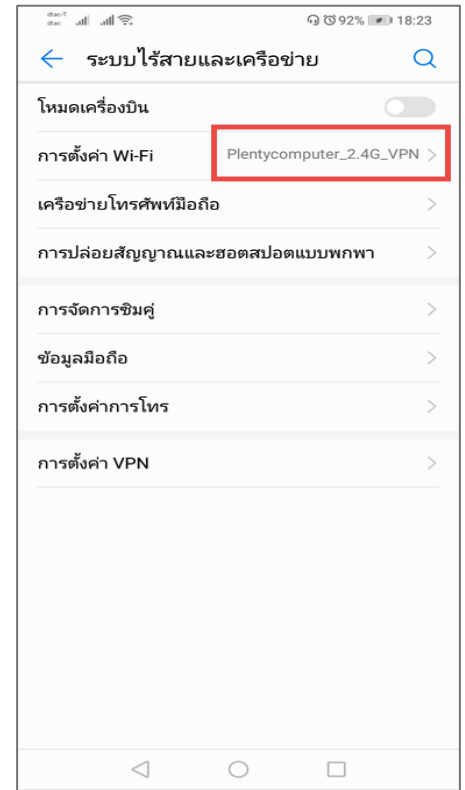 dtac-T
dtac
92% 18:23
ระบบไร้สายและเครือข่าย
โหมดเครื่องบิน
การตั้งค่า Wi-Fi Plentycomputer_2.4G_VPN
เครือข่ายโทรศัพท์มือถือ
การปล่อยสัญญาณและฮอตสปอตแบบพกพา
การจัดการซิมคู่
ข้อมูลมือถือ
การตั้งค่าการโทร
การตั้งค่า VPN